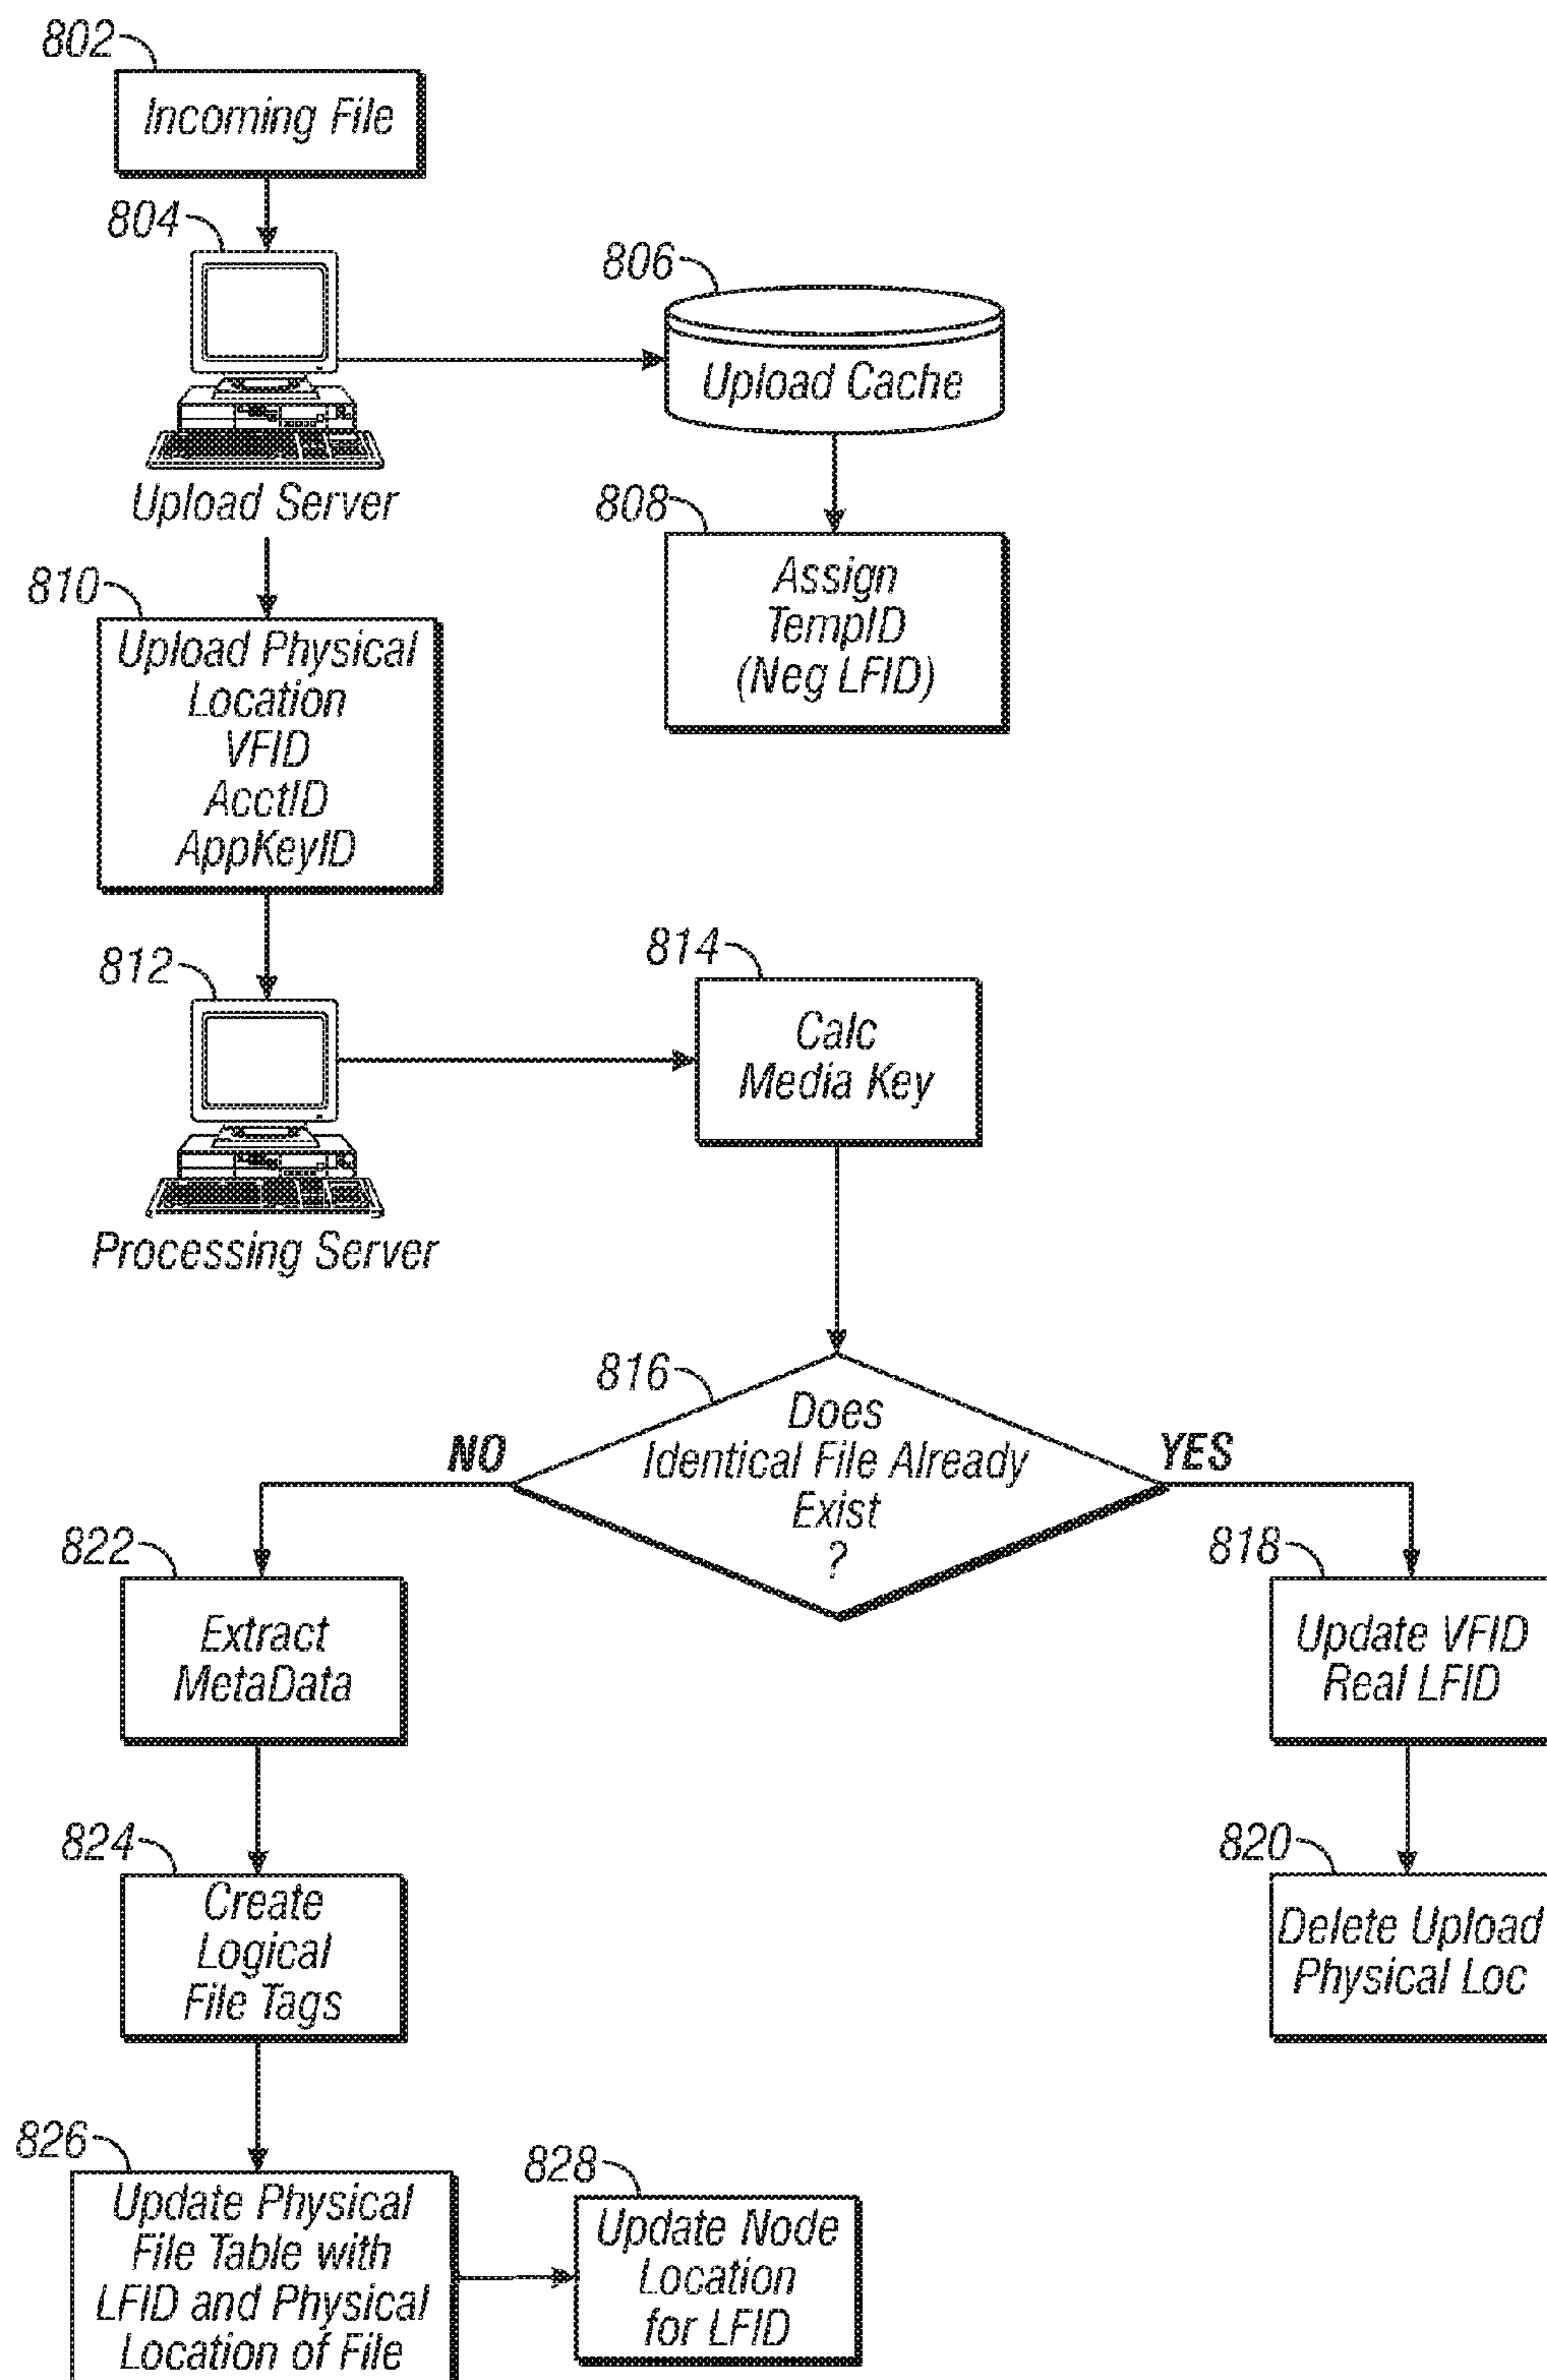 802
Incoming File
804
Upload Server
806
Upload Cache
808
Assign
TempID
(Neg LFID)
810
Upload Physical
Location
VFID
AcctID
AppKeyID
812
Processing Server
814
Calc
Media Key
816
Does
Identical File Already
Exist
?
NO
YES
822
Extract
MetaData
818
Update VFID
Real LFID
824
Create
Logical
File Tags
820
Delete Upload
Physical Loc
826
Update Physical
File Table with
LFID and Physical
Location of File
828
Update Node
Location
for LFID